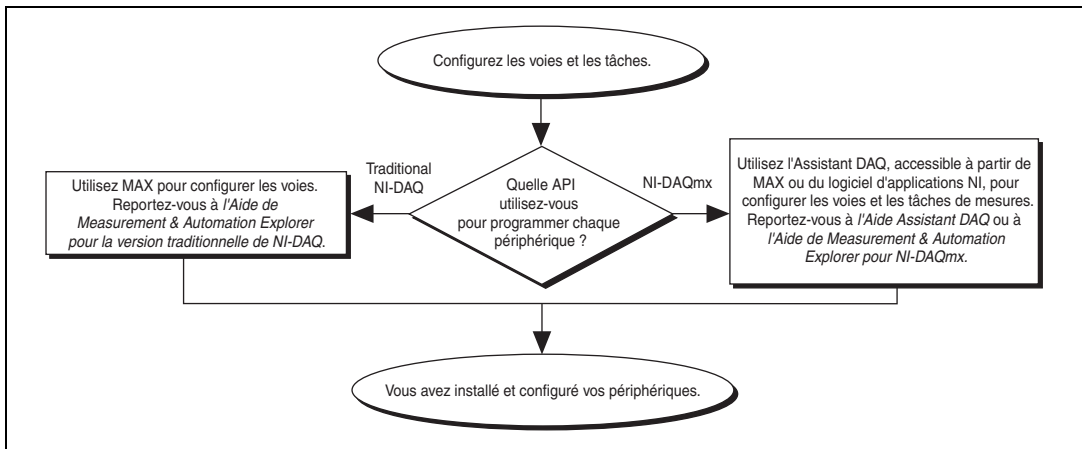 Configurez les voies et les tâches.
Traditional
NI-DAQ
Quelle API
utilisez-vous
pour programmer chaque
périphérique ?
NI-DAQmx
Utilisez MAX pour configurer les voies.
Reportez-vous à l'Aide de
Measurement & Automation Explorer
pour la version traditionnelle de NI-DAQ.
Utilisez l'Assistant DAQ, accessible à partir de
MAX ou du logiciel d'applications NI, pour
configurer les voies et les tâches de mesures.
Reportez-vous à l'Aide Assistant DAQ ou à
l'Aide de Measurement & Automation
Explorer pour NI-DAQmx.
Vous avez installé et configuré vos périphériques.